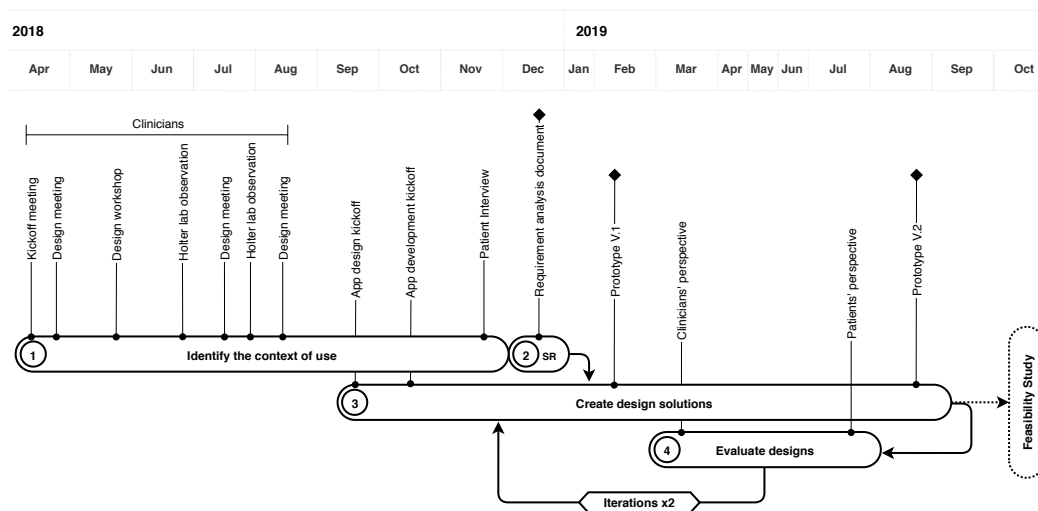 2018
2019
Apr
May
Jun
Jul
Aug
Sep
Oct
Nov
Dec
Jan
Feb
Mar
Apr
May
Jun
Jul
Aug
Sep
Oct
Clinicians
Kickoff meeting
Design meeting
Design workshop
Holter lab observation
Design meeting
Holter lab observation
Design meeting
App design kickoff
App development kickoff
Patient Interview
Requirement analysis document
Prototype V.1
Clinicians' perspective
Patients' perspective
Prototype V.2
1
Identify the context of use
2
SR
3
Create design solutions
4
Evaluate designs
Iterations x2
Feasibility Study